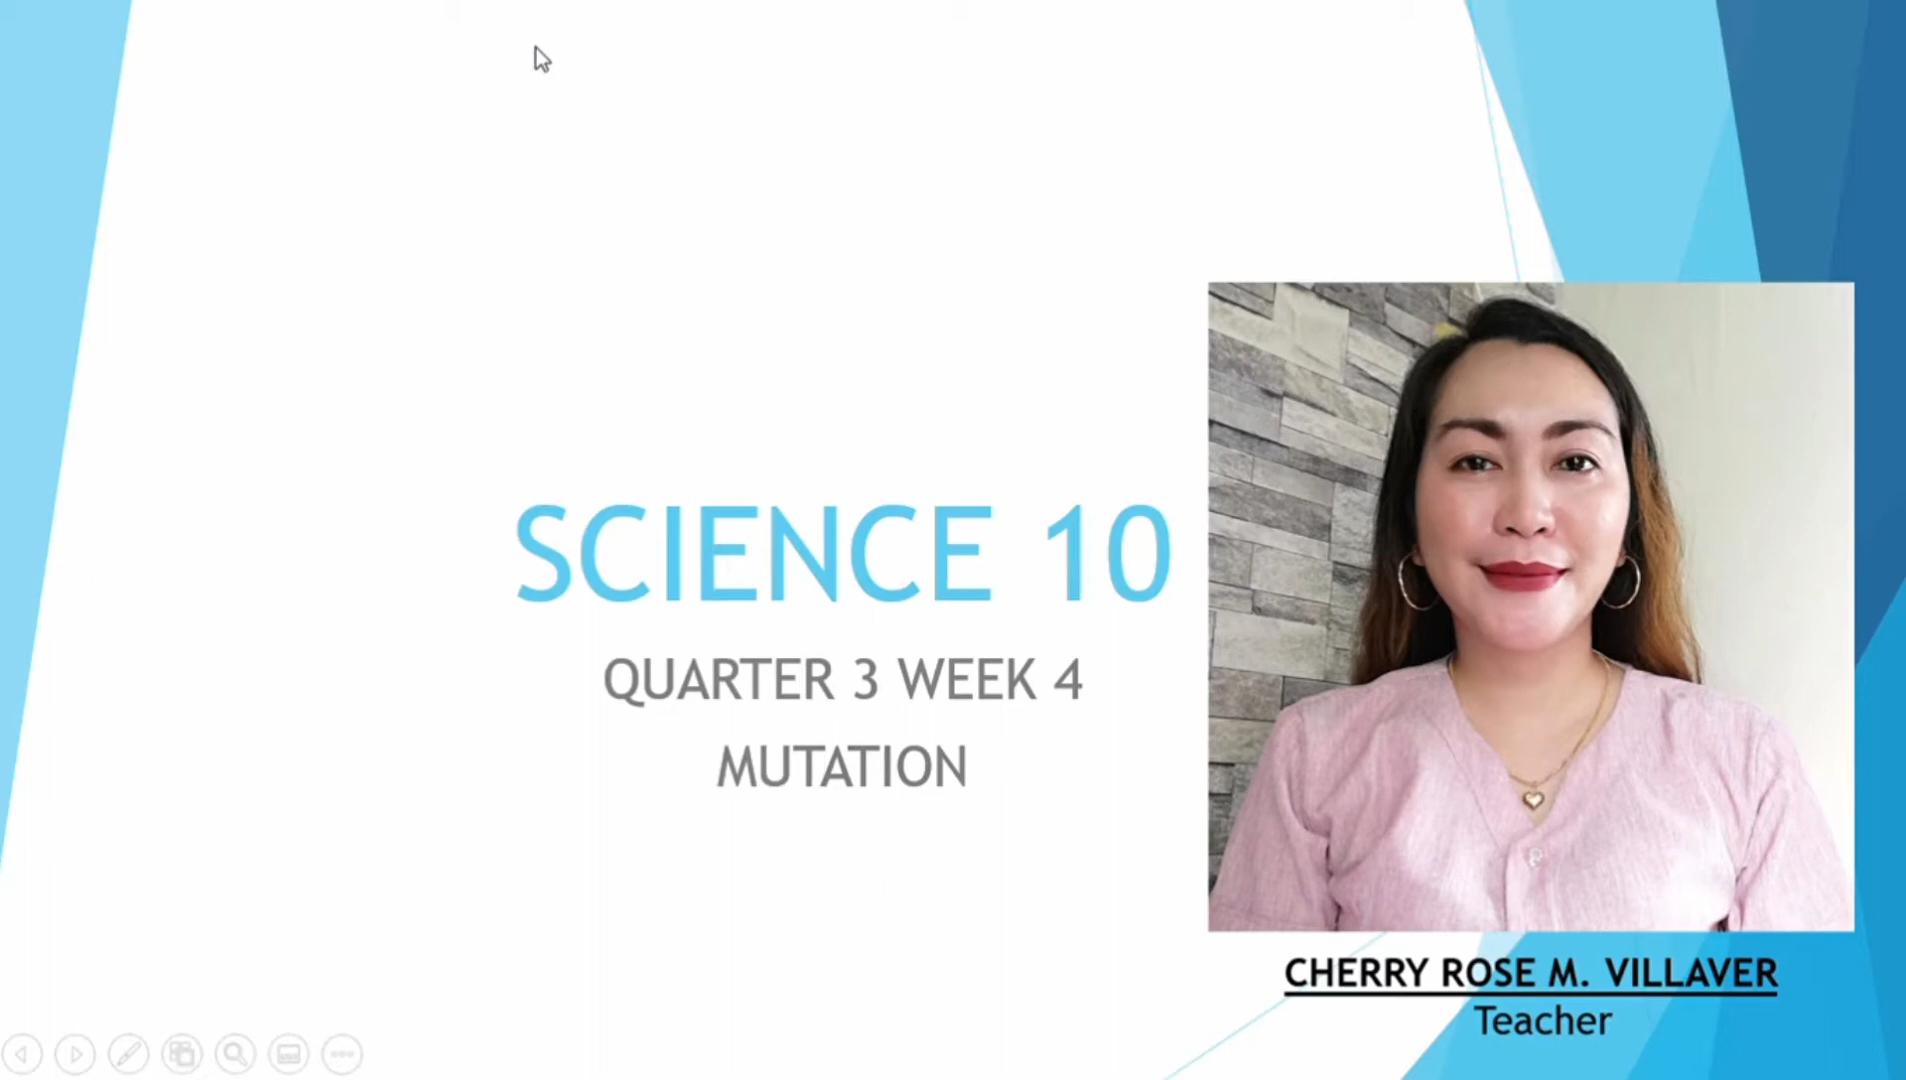 SCIENCE 10
QUARTER 3 WEEK 4
MUTATION
CHERRY ROSE M. VILLAVER
Teacher